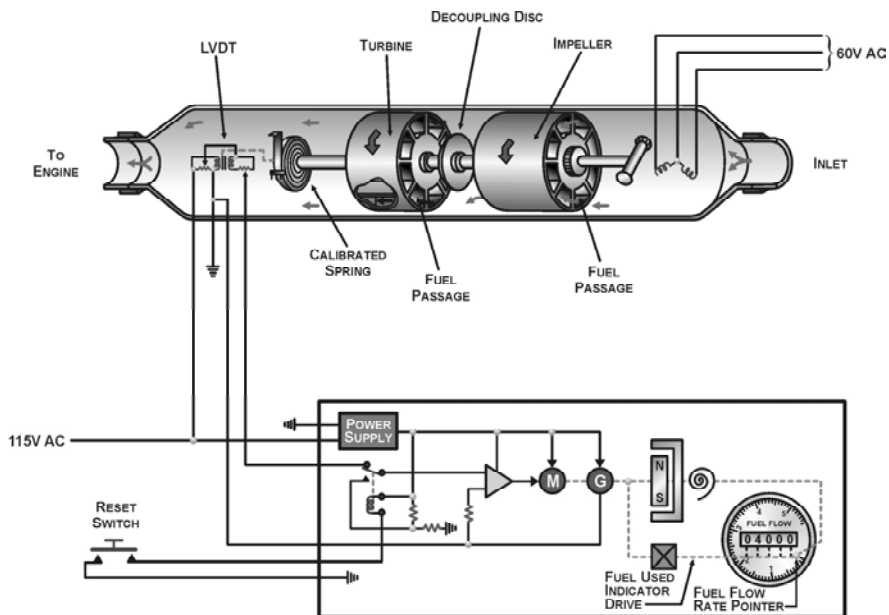 DECOUPLING DISC
LVDT
TURBINE
IMPELLER
60V AC
TO
ENGINE
INLET
CALIBRATED
SPRING
FUEL
PASSAGE
FUEL
PASSAGE
115V AC
POWER
SUPPLY
M
G
N
S
RESET
SWITCH
FUEL FLOW
04000
FUEL USED
INDICATOR
DRIVE
FUEL FLOW
RATE POINTER